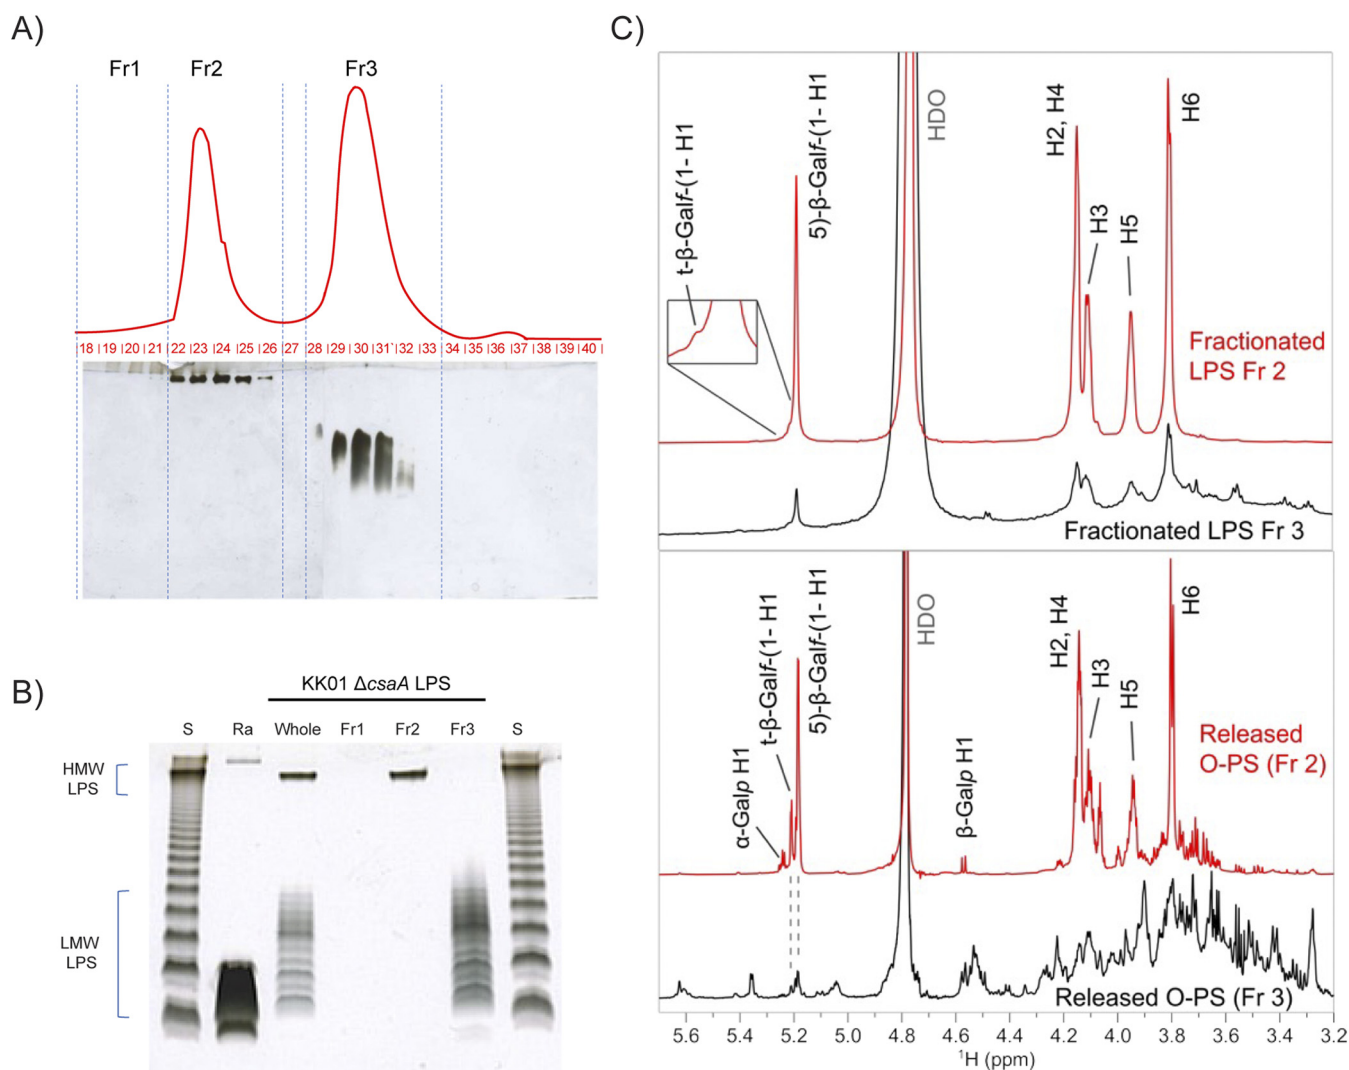 A)
Fr1 Fr2 Fr3
18 |19 |20 |21 |22 |23 |24 |25 |26 |27 |28 |29 |30 |31 |32 |33 |34 |35 |36 |37 |38 |39 |40 |
B)
KK01 ΔcsaA LPS
S Ra Whole Fr1 Fr2 Fr3 S
HMW
LPS
LMW
LPS
C)
t-β-Galf-(1- H1
5)-β-Galf-(1- H1
HDO
H2, H4
H3
H5
H6
Fractionated
LPS Fr 2
Fractionated LPS Fr 3
α-Galp H1
t-β-Galf-(1- H1
5)-β-Galf-(1- H1
HDO
β-Galp H1
H2, H4
H3
H5
H6
Released
O-PS (Fr 2)
Released O-PS (Fr 3)
5.6 5.4 5.2 5.0 4.8 4.6 4.4 4.2 4.0 3.8 3.6 3.4 3.2
¹H (ppm)